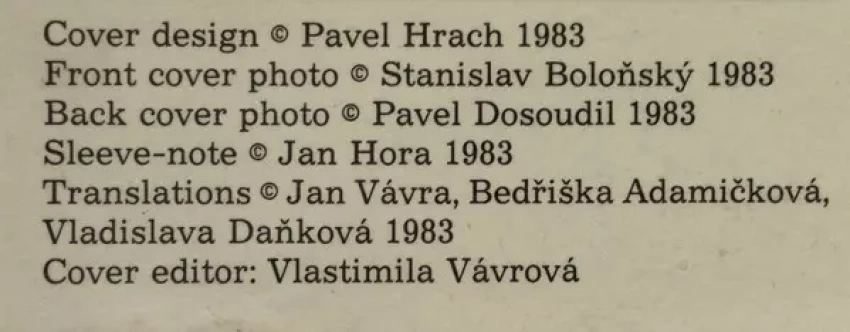 Cover design © Pavel Hrach 1983
Front cover photo © Stanislav Boloňský 1983
Back cover photo © Pavel Dosoudil 1983
Sleeve-note © Jan Hora 1983
Translations © Jan Vávra, Bedřiška Adamičková,
Vladislava Daňková 1983
Cover editor: Vlastimila Vávrová